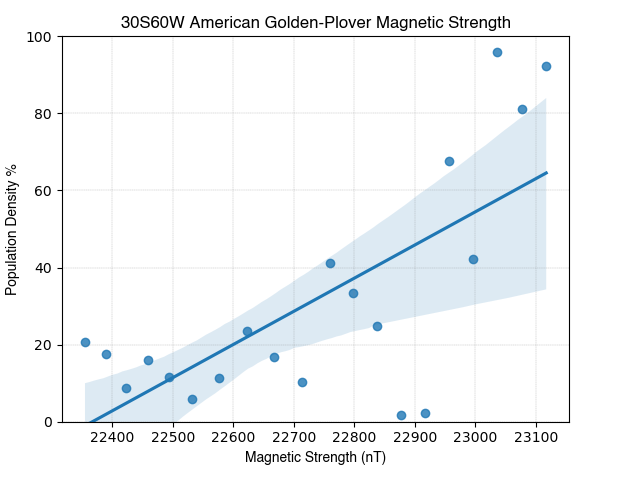 30S60W American Golden-Plover Magnetic Strength
100
80
60
40
20
0
Population Density %
22400 22500 22600 22700 22800 22900 23000 23100
Magnetic Strength (nT)